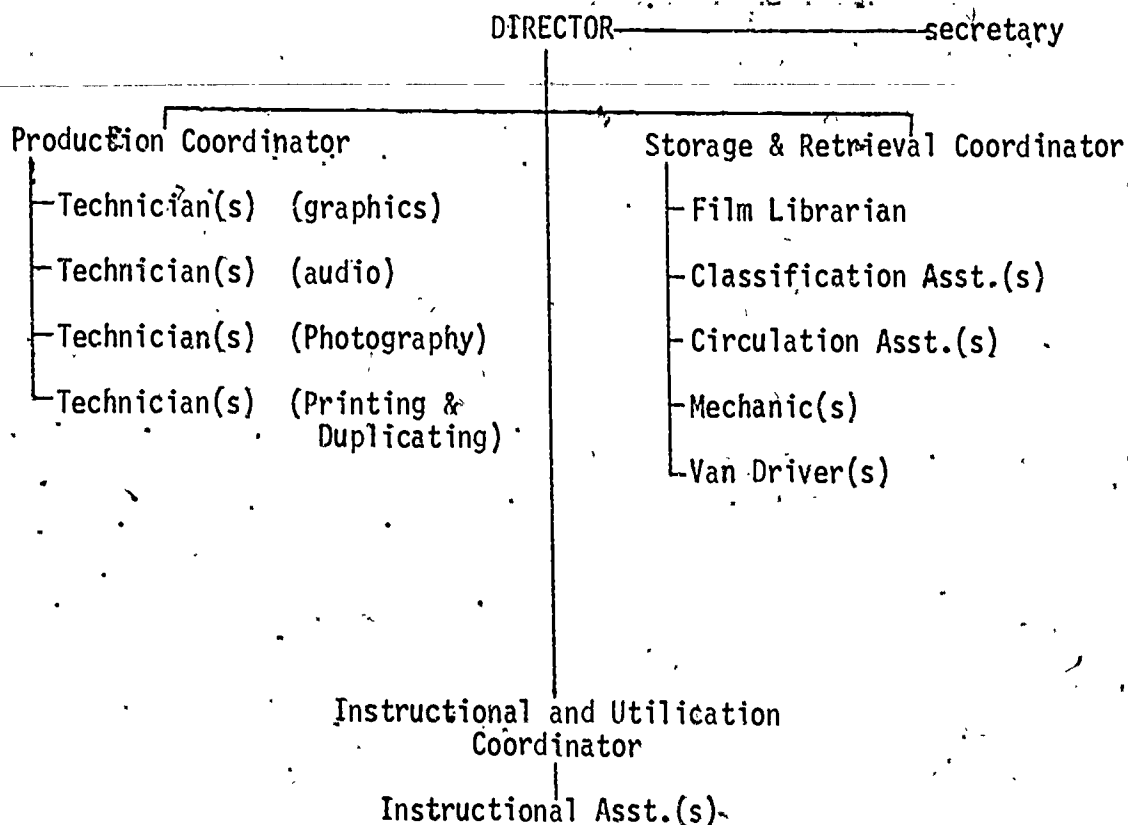 DIRECTOR secretary
Production Coordinator
Technician(s) (graphics)
Technician(s) (audio)
Technician(s) (Photography)
Technician(s) (Printing &
Duplicating)
Storage & Retrieval Coordinator
Film Librarian
Classification Asst.(s)
Circulation Asst.(s)
Mechanic(s)
Van Driver(s)
Instructional and Utilication
Coordinator
Instructional Asst.(s)